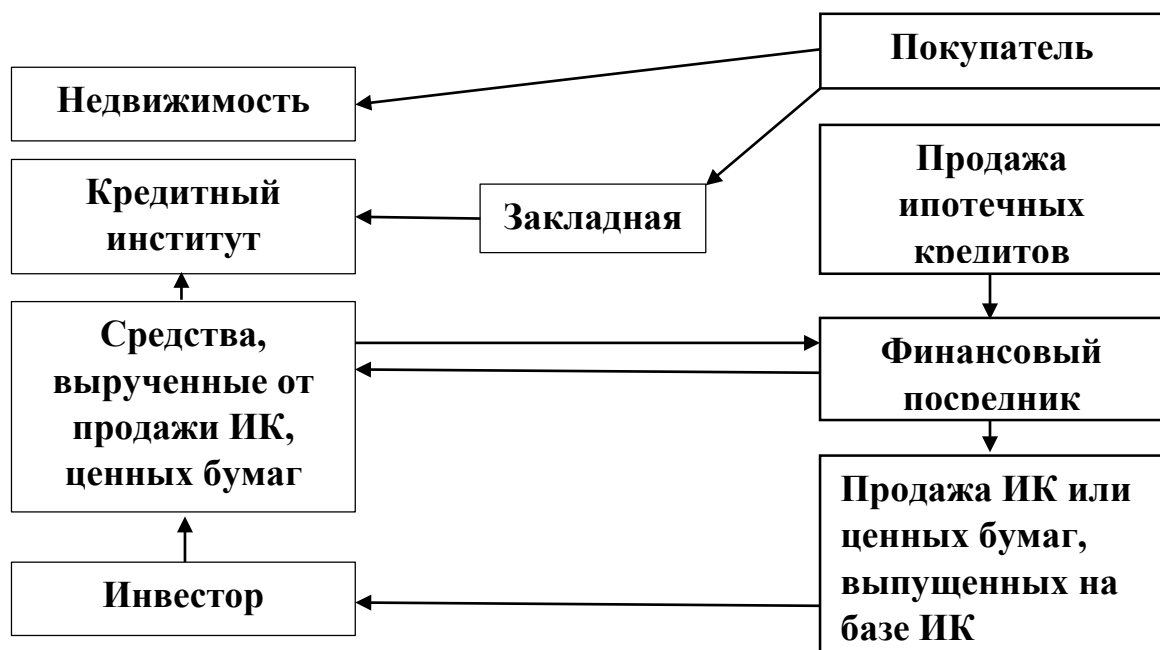 Покупатель
Недвижимость
Продажа
ипотечных
кредитов
Кредитный
институт
Закладная
Средства,
вырученные от
продажи ИК,
ценных бумаг
Финансовый
посредник
Продажа ИК или
ценных бумаг,
выпущенных на
базе ИК
Инвестор